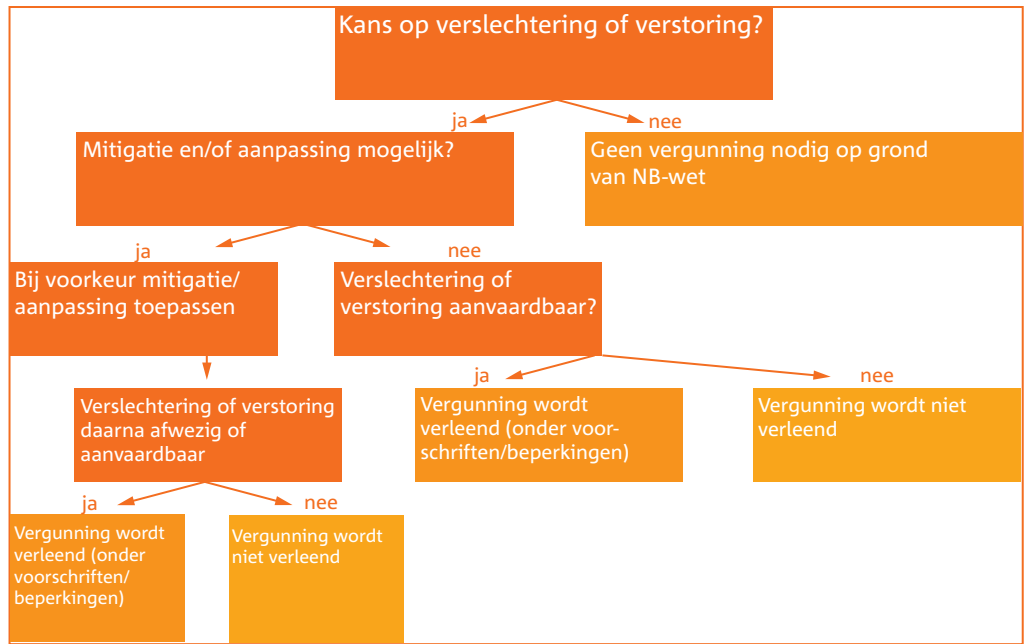 Kans op verslechtering of verstoring?
ja
nee
Mitigatie en/of aanpassing mogelijk?
Geen vergunning nodig op grond
van NB-wet
ja
nee
Bij voorkeur mitigatie/
aanpassing toepassen
Verslechtering of
verstoring aanvaardbaar?
ja
nee
Verslechtering of verstoring
daarna afwezig of
aanvaardbaar
Vergunning wordt
verleend (onder voor-
schriften/beperkingen)
Vergunning wordt niet
verleend
ja
nee
Vergunning wordt
verleend (onder
voorschriften/
beperkingen)
Vergunning wordt
niet verleend